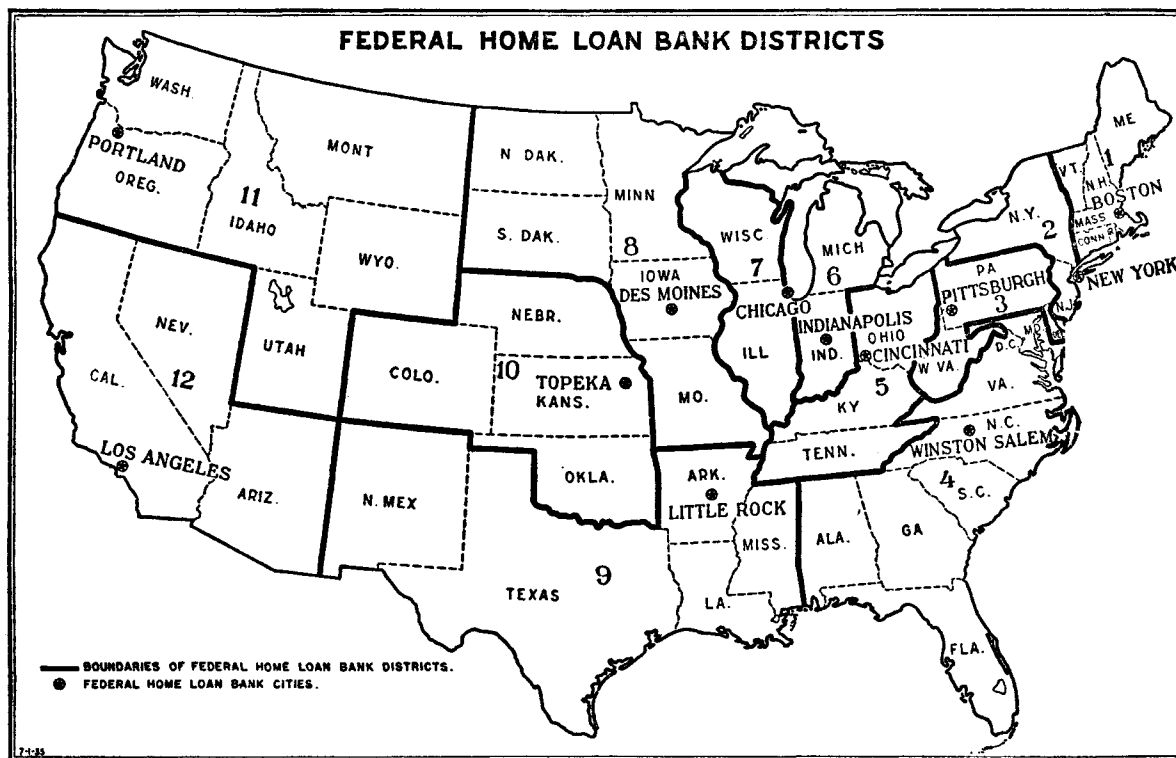 FEDERAL HOME LOAN BANK DISTRICTS
WASH.
PORTLAND
OREG.
MONT
11
IDAHO
WYO.
N DAK.
S. DAK.
MINN
8
IOWA
DES MOINES
WISC.
7
MICH
6
CHICAGO
ILL
INDIANAPOLIS
IND.
OHIO
CINCINNATI
5
KY
W VA.
PA
PITTSBURGH
3
N.Y.
2
NEW YORK
N.J.
ME
1
VT.
N.H.
BOSTON
MASS
CONN
R
D.C.
MD.
VA.
N.C.
WINSTON SALEM
4
S.C.
TENN.
NEBR.
10
TOPEKA
KANS.
MO.
COLO.
UTAH
NEV.
CAL.
12
LOS ANGELES
ARIZ.
N. MEX
OKLA.
ARK.
LITTLE ROCK
MISS.
ALA.
GA
TEXAS
9
LA.
FLA.
BOUNDARIES OF FEDERAL HOME LOAN BANK DISTRICTS.
FEDERAL HOME LOAN BANK CITIES.
7-1-35